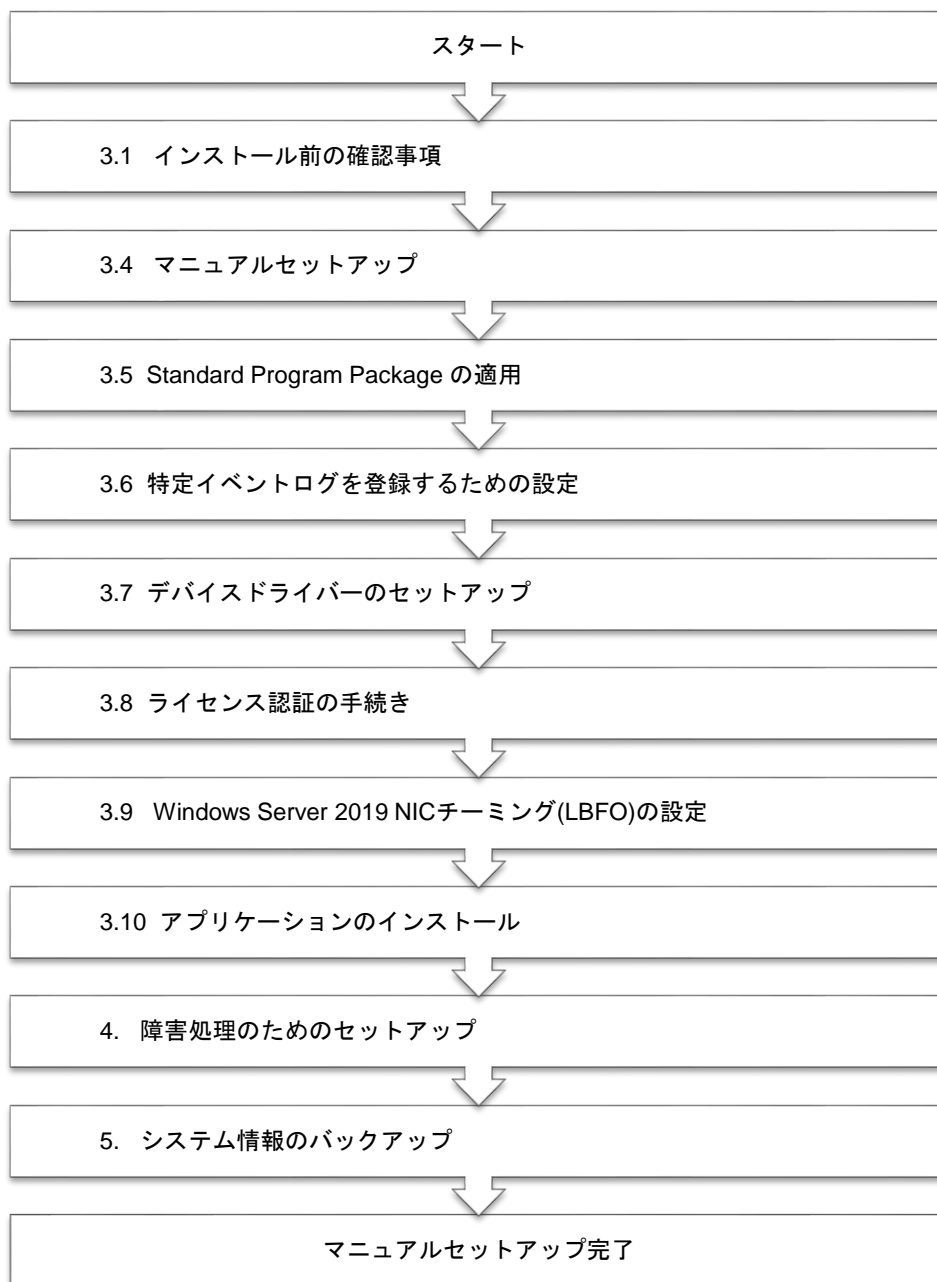 スタート
3.1 インストール前の確認事項
3.4 マニュアルセットアップ
3.5 Standard Program Package の適用
3.6 特定イベントログを登録するための設定
3.7 デバイスドライバーのセットアップ
3.8 ライセンス認証の手続き
3.9 Windows Server 2019 NICチーミング(LBFO)の設定
3.10 アプリケーションのインストール
4. 障害処理のためのセットアップ
5. システム情報のバックアップ
マニュアルセットアップ完了